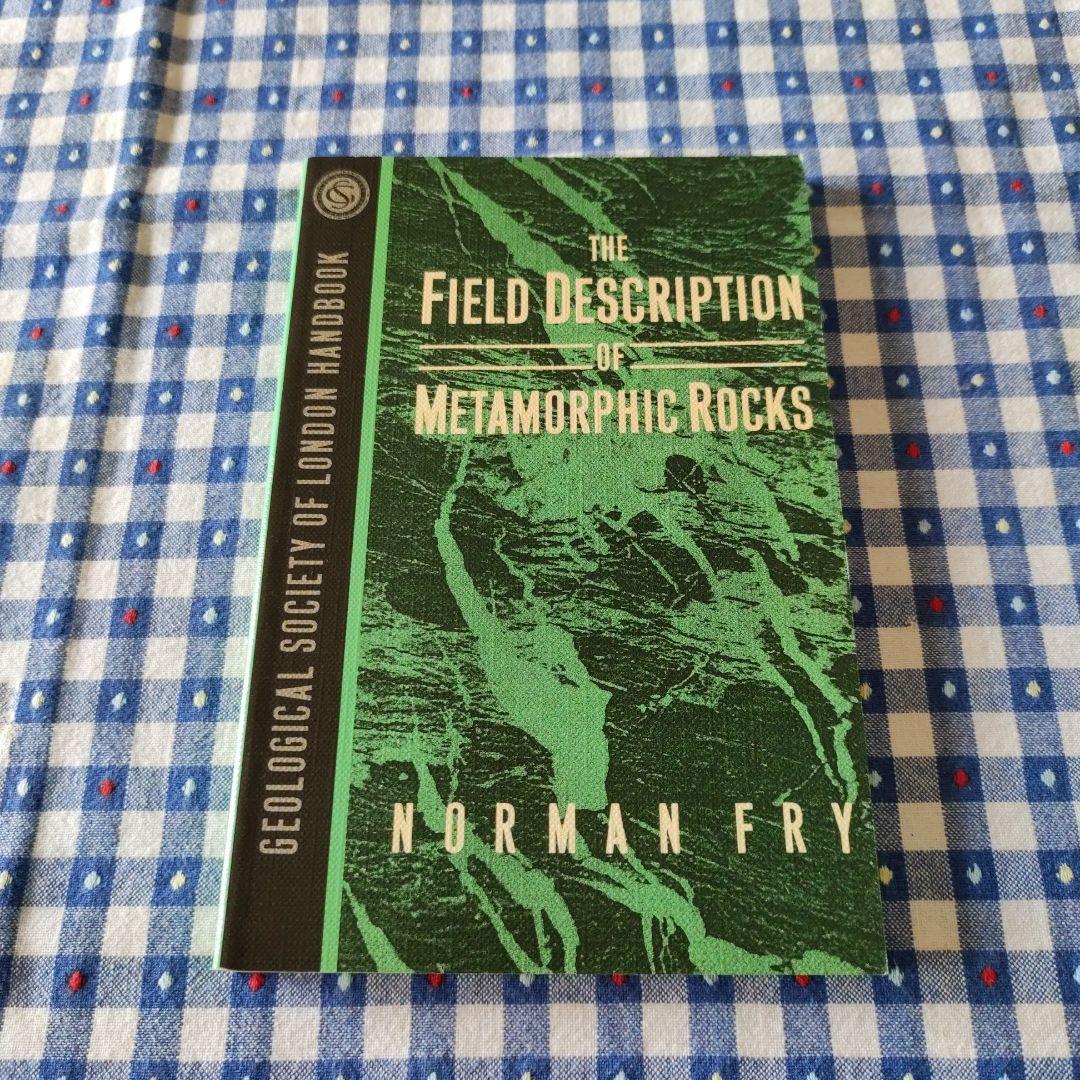 THE
FIELD DESCRIPTION
OF
METAMORPHIC ROCKS
NORMAN FRY
GEOLOGICAL SOCIETY OF LONDON HANDBOOK